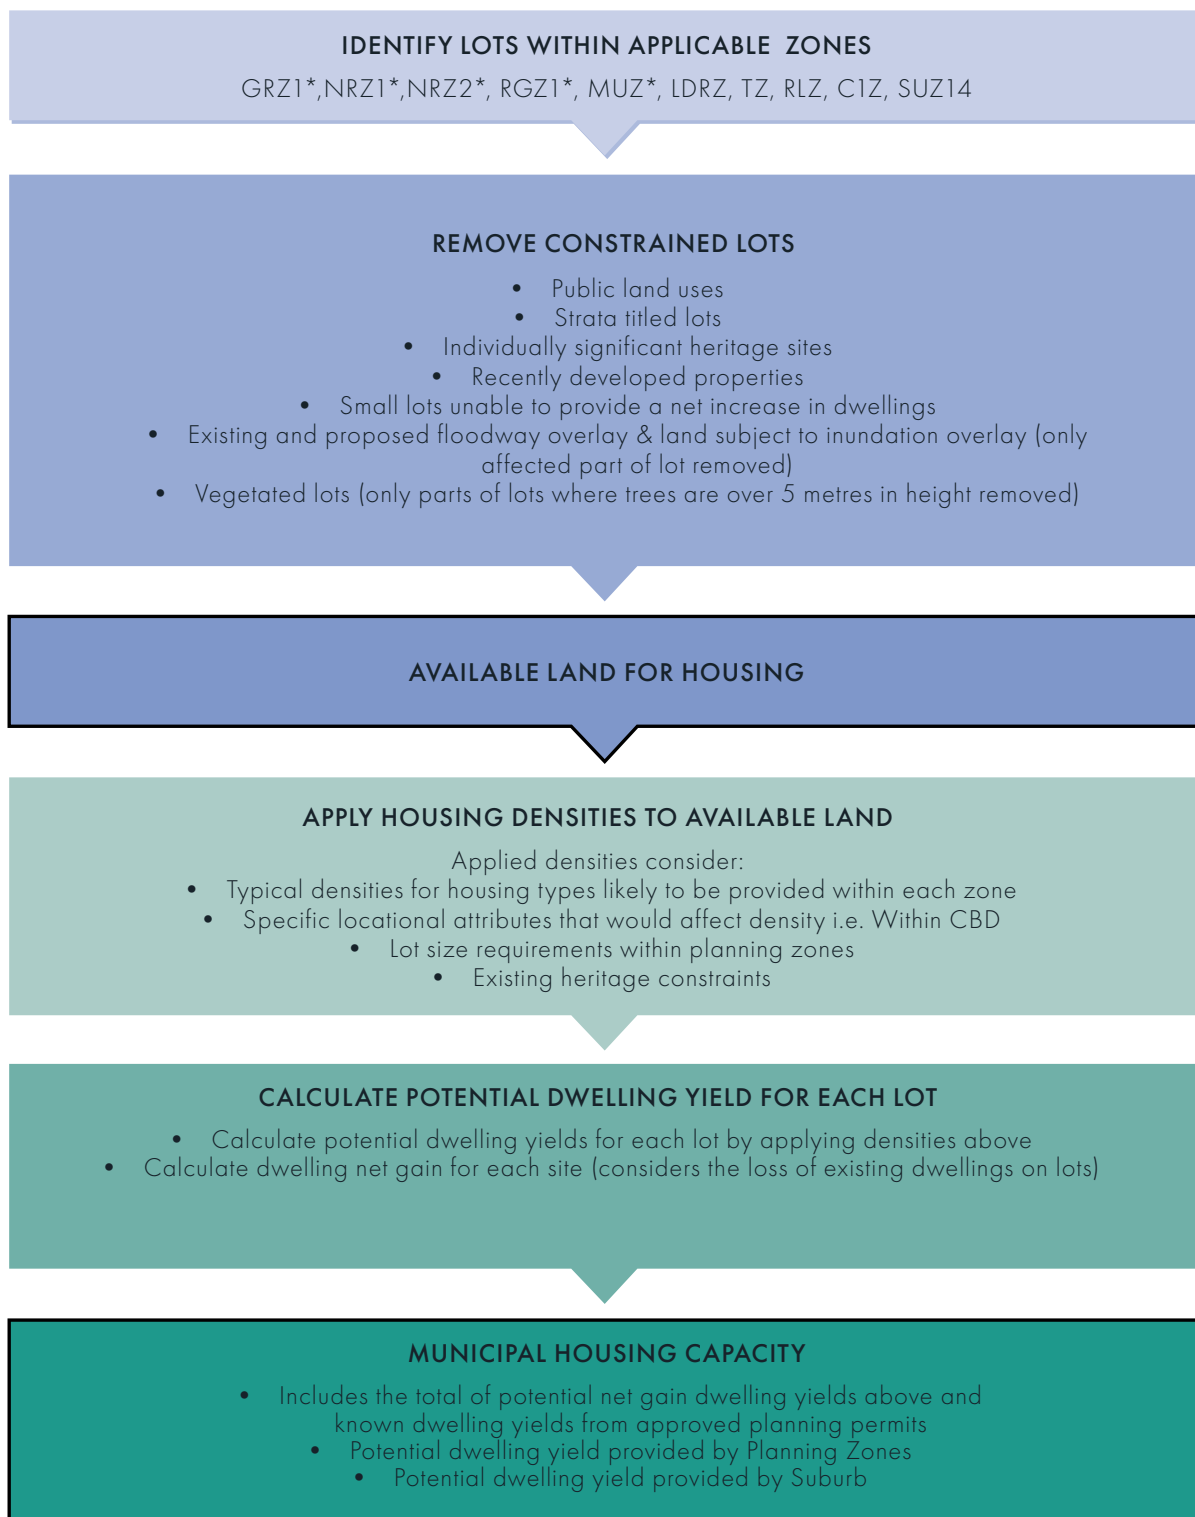 IDENTIFY LOTS WITHIN APPLICABLE ZONES
GRZ1*,NRZ1*,NRZ2*, RGZ1*, MUZ*, LDRZ, TZ, RLZ, C1Z, SUZ14
REMOVE CONSTRAINED LOTS
• Public land uses
• Strata titled lots
• Individually significant heritage sites
• Recently developed properties
• Small lots unable to provide a net increase in dwellings
• Existing and proposed floodway overlay & land subject to inundation overlay (only
affected part of lot removed)
• Vegetated lots (only parts of lots where trees are over 5 metres in height removed)
AVAILABLE LAND FOR HOUSING
APPLY HOUSING DENSITIES TO AVAILABLE LAND
Applied densities consider:
• Typical densities for housing types likely to be provided within each zone
• Specific locational attributes that would affect density i.e. Within CBD
• Lot size requirements within planning zones
• Existing heritage constraints
CALCULATE POTENTIAL DWELLING YIELD FOR EACH LOT
• Calculate potential dwelling yields for each lot by applying densities above
• Calculate dwelling net gain for each site (considers the loss of existing dwellings on lots)
MUNICIPAL HOUSING CAPACITY
• Includes the total of potential net gain dwelling yields above and
known dwelling yields from approved planning permits
• Potential dwelling yield provided by Planning Zones
• Potential dwelling yield provided by Suburb